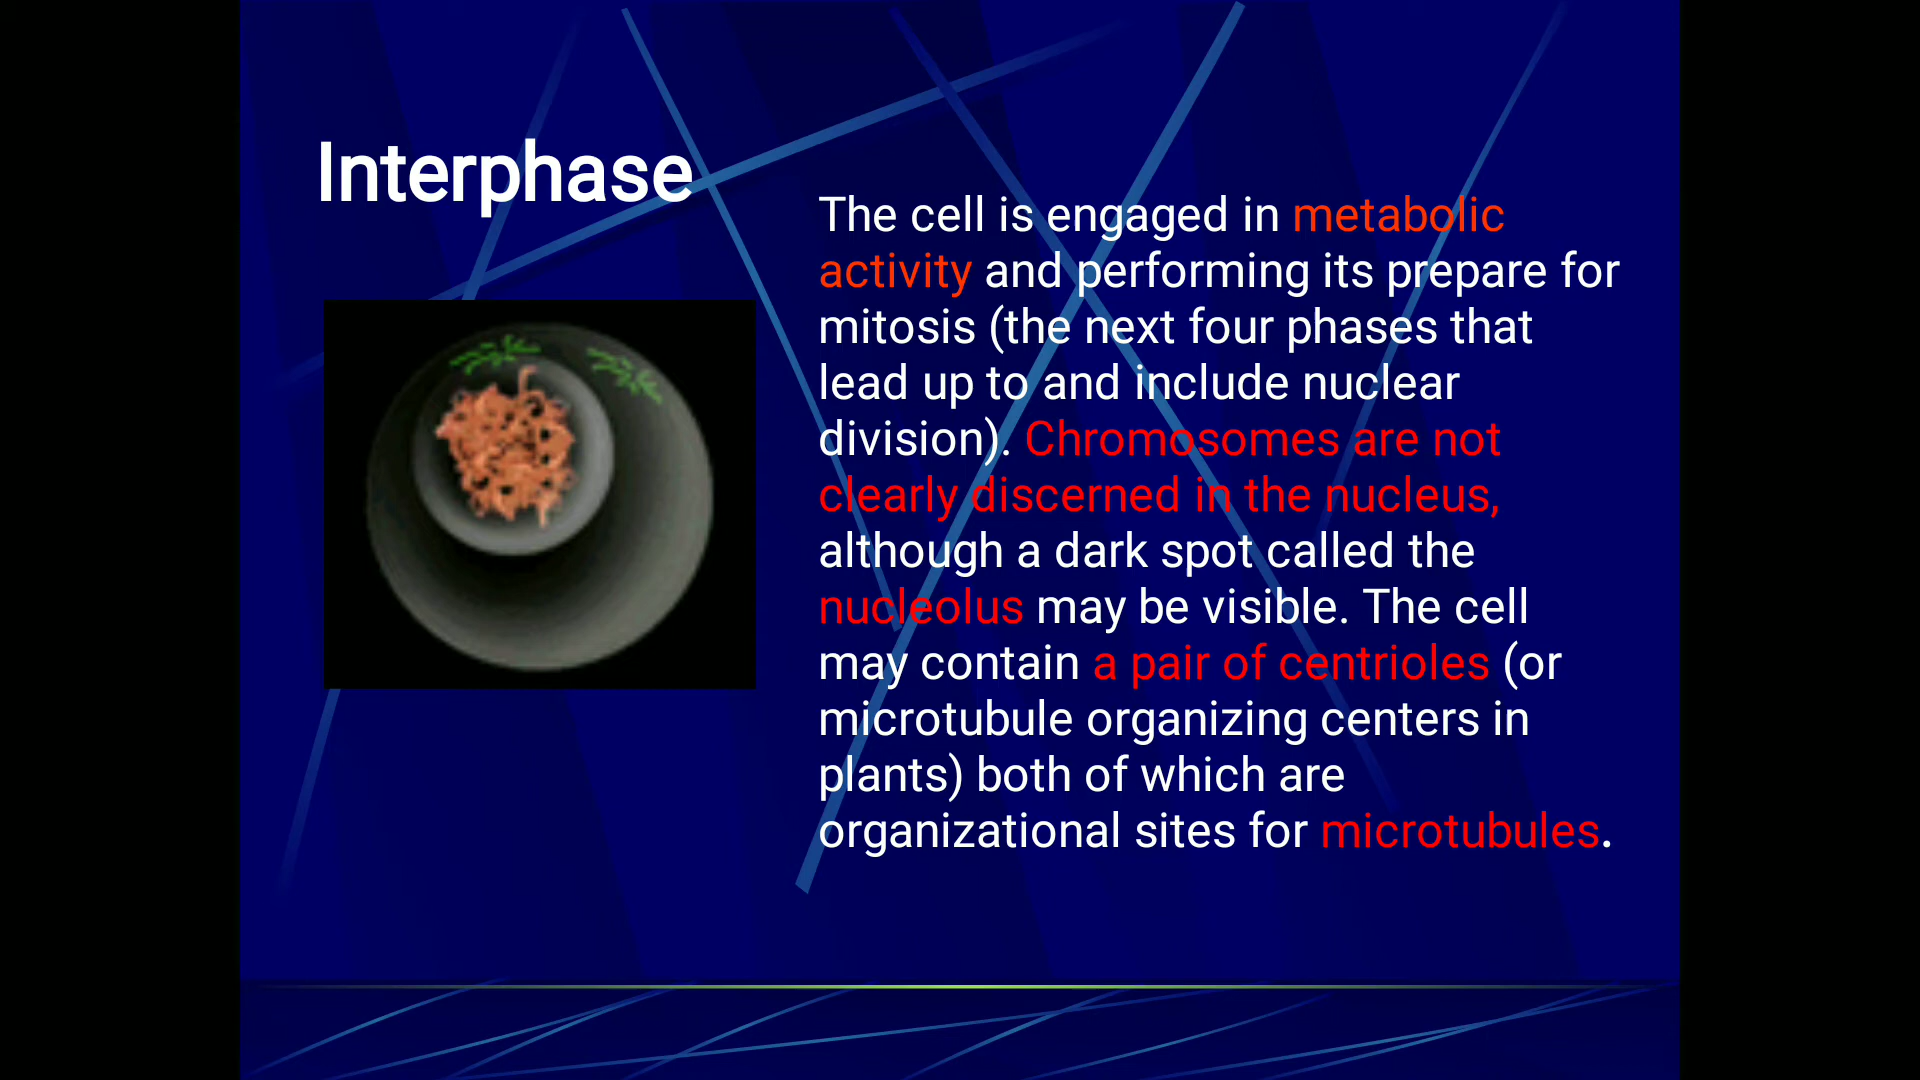 Interphase
The cell is engaged in metabolic
activity and performing its prepare for
mitosis (the next four phases that
lead up to and include nuclear
division). Chromosomes are not
clearly discerned in the nucleus,
although a dark spot called the
nucleolus may be visible. The cell
may contain a pair of centrioles (or
microtubule organizing centers in
plants) both of which are
organizational sites for microtubules.